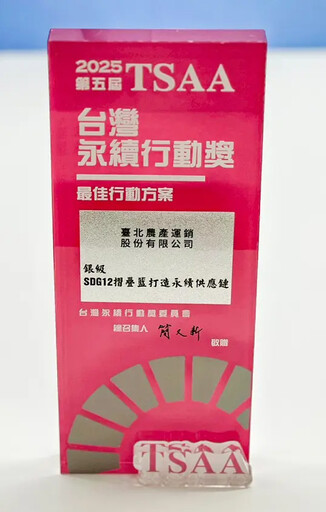 2025
第五屆 TSAA
台灣
永續行動獎
最佳行動方案
臺北農產運銷
股份有限公司
銀級
SDG12摺疊籃打造永續供應鏈
台灣永續行動獎委員會
總召集人 簡又新
敬贈
TSAA